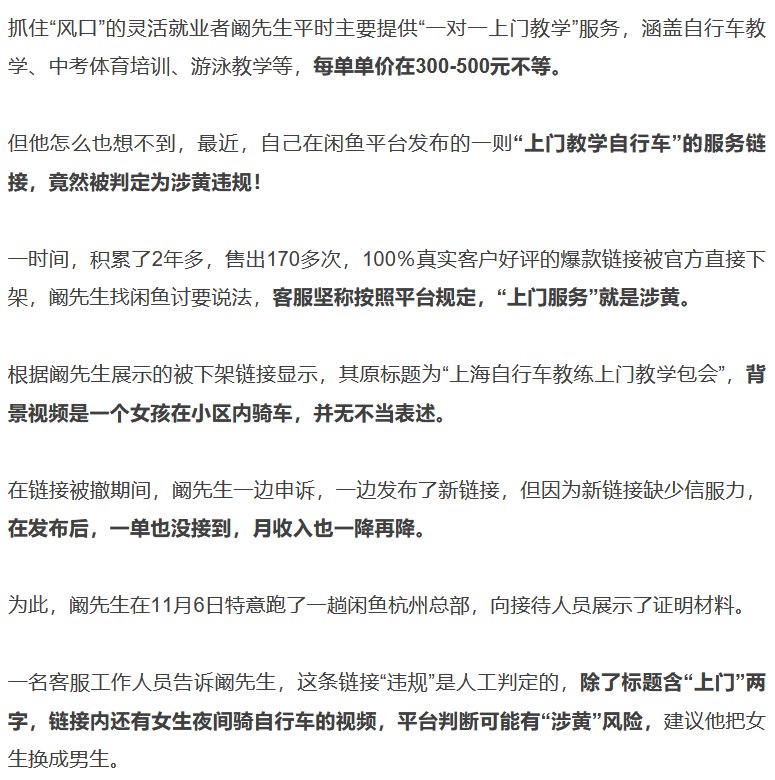 抓住“风口”的灵活就业者阚先生平时主要提供“一对一上门教学”服务，涵盖自行车教
学、中考体育培训、游泳教学等，每单单价在300-500元不等。
但他怎么也想不到，最近，自己在闲鱼平台发布的一则“上门教学自行车”的服务链
接，竟然被判定为涉黄违规！
一时间，积累了2年多，售出170多次，100%真实客户好评的爆款链接被官方直接下
架，阚先生找闲鱼讨要说法，客服坚称按照平台规定，“上门服务”就是涉黄。
根据阚先生展示的被下架链接显示，其原标题为“上海自行车教练上门教学包会”，背
景视频是一个女孩在小区内骑车，并无不当表述。
在链接被撤期间，阚先生一边申诉，一边发布了新链接，但因为新链接缺少信服力，
在发布后，一单也没接到，月收入也一降再降。
为此，阚先生在11月6日特意跑了一趟闲鱼杭州总部，向接待人员展示了证明材料。
一名客服工作人员告诉阚先生，这条链接“违规”是人工判定的，除了标题含“上门”两
字，链接内还有女生夜间骑自行车的视频，平台判断可能有“涉黄”风险，建议他把女
生换成男生。